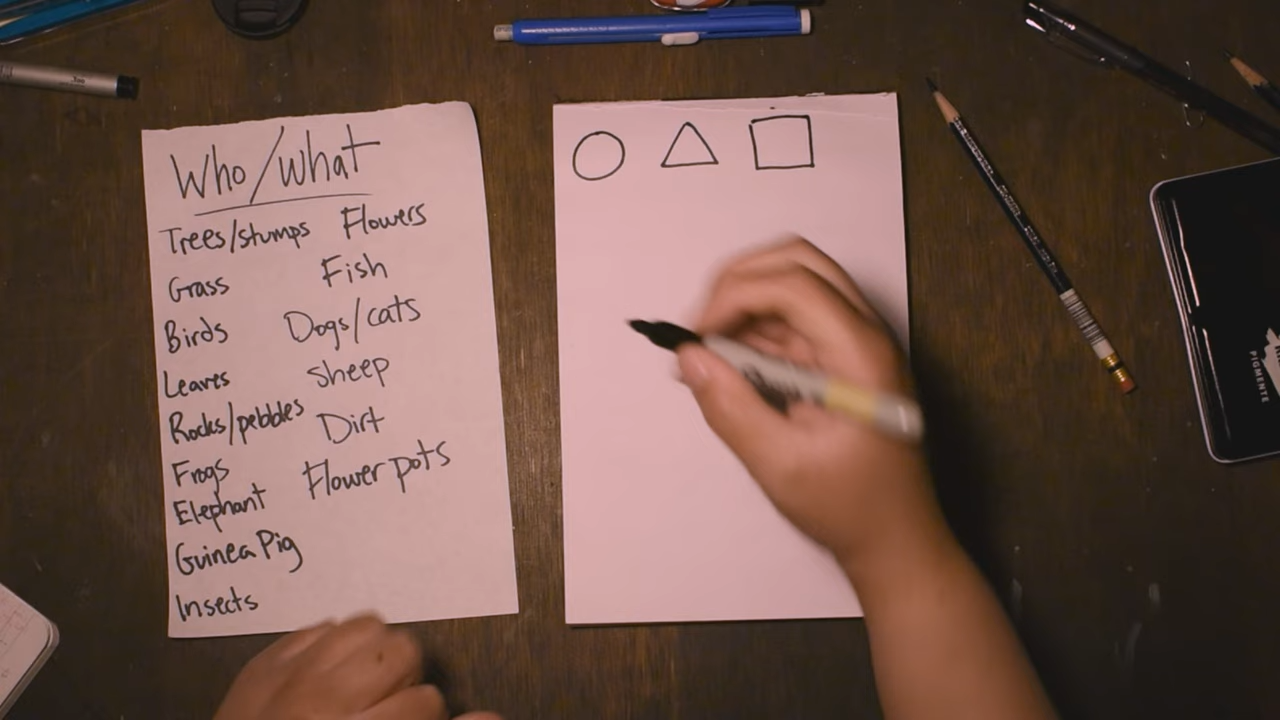 Who/what
Trees/stumps Flowers
Grass Fish
Birds Dogs/cats
Leaves sheep
Rocks/pebbles Dirt
Frogs Flower pots
Elephant
Guinea Pig
Insects
PIGMENTE